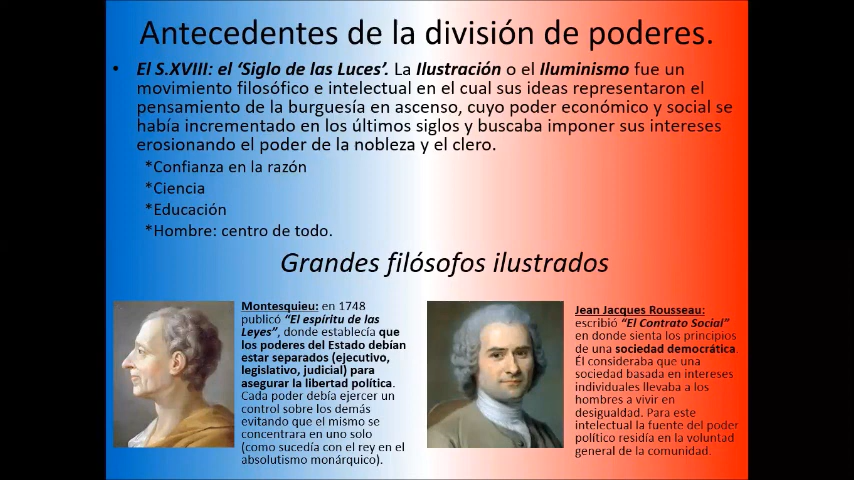 Antecedentes de la división de poderes.
• El S.XVIII: el ‘Siglo de las Luces’. La Ilustración o el Iluminismo fue un
movimiento filosófico e intelectual en el cual sus ideas representaron el
pensamiento de la burguesía en ascenso, cuyo poder económico y social se
había incrementado en los últimos siglos y buscaba imponer sus intereses
erosionando el poder de la nobleza y el clero.
*Confianza en la razón
*Ciencia
*Educación
*Hombre: centro de todo.
Grandes filósofos ilustrados
Montesquieu: en 1748
publicó “El espíritu de las
Leyes”, donde establecía que
los poderes del Estado debían
estar separados (ejecutivo,
legislativo, judicial) para
asegurar la libertad política.
Cada poder debía ejercer un
control sobre los demás
evitando que el mismo se
concentrara en uno solo
(como sucedía con el rey en el
absolutismo monárquico).
Jean Jacques Rousseau:
escribió “El Contrato Social”
en donde sienta los principios
de una sociedad democrática.
Él consideraba que una
sociedad basada en intereses
individuales llevaba a los
hombres a vivir en
desigualdad. Para este
intelectual la fuente del poder
político residía en la voluntad
general de la comunidad.